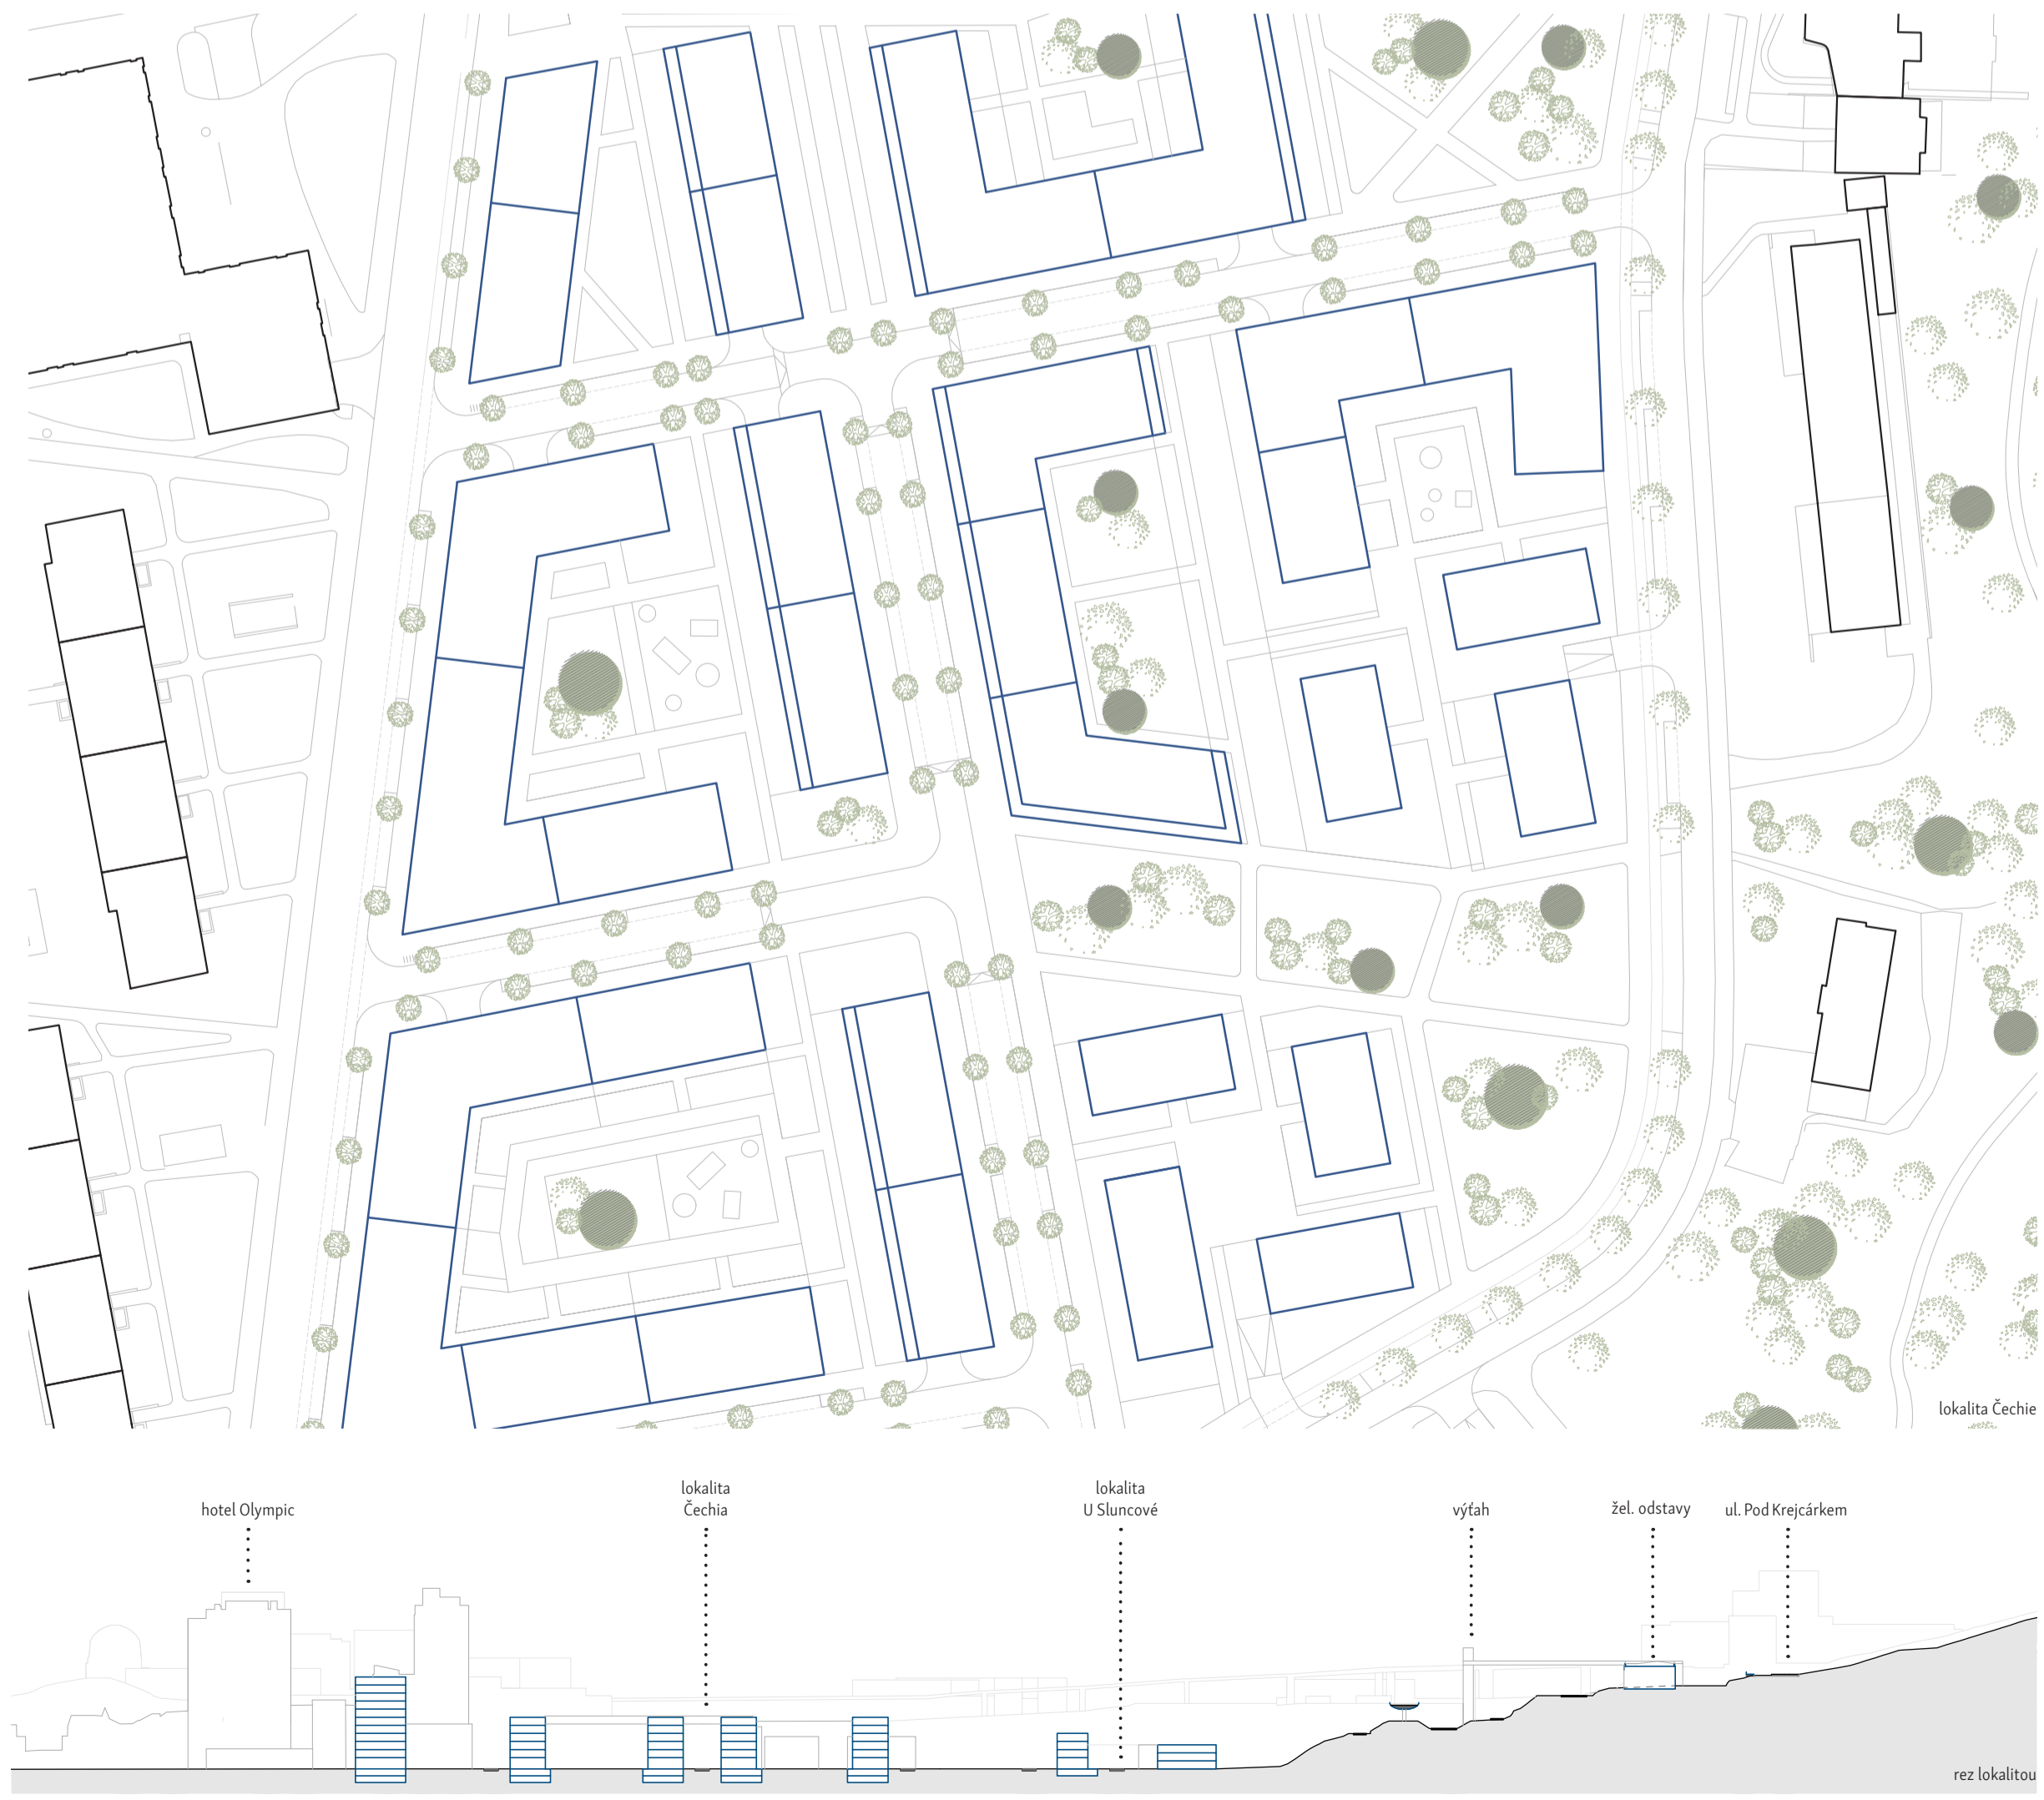 lokalita Čechie
hotel Olympic
lokalita
Čechia
lokalita
U Sluncové
výťah
žel. odstavy
ul. Pod Krejcárkem
rez lokalitou